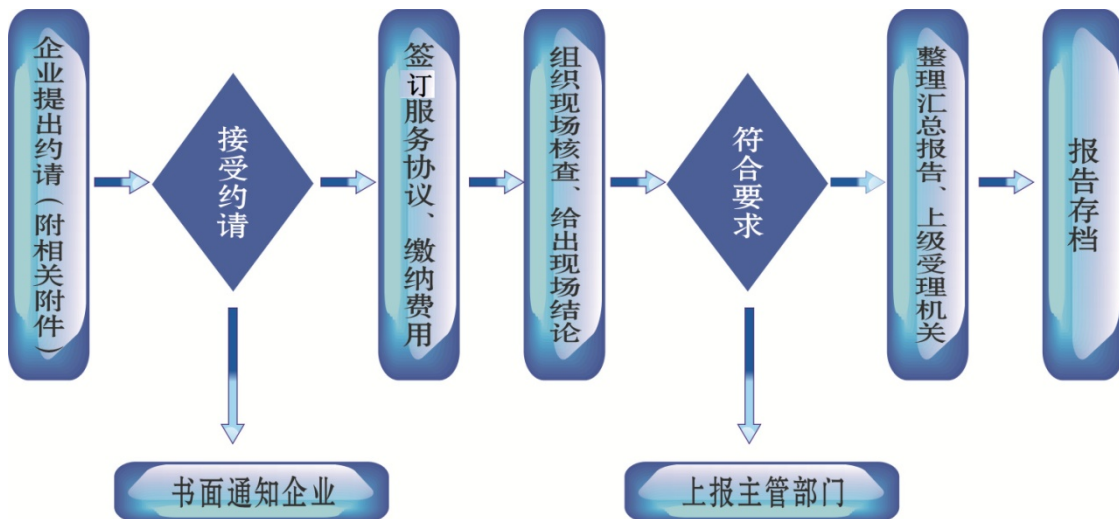 企业提出约请（附相关附件）
接受约请
签订服务协议、缴纳费用
组织现场核查、给出现场结论
符合要求
整理汇总报告、上级受理机关
报告存档
书面通知企业
上报主管部门